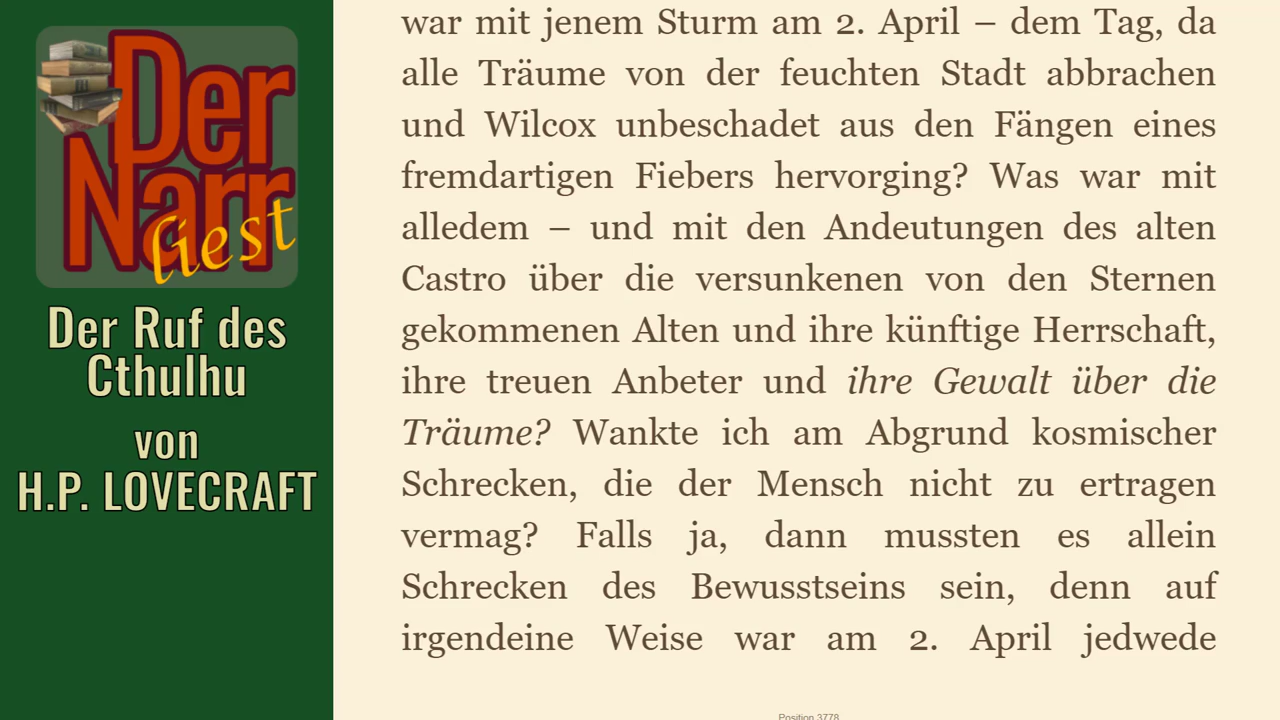 Der
Narr
liest
Der Ruf des
Cthulhu
von
H.P. LOVECRAFT
war mit jenem Sturm am 2. April – dem Tag, da
alle Träume von der feuchten Stadt abbrachen
und Wilcox unbeschadet aus den Fängen eines
fremdartigen Fiebers hervorging? Was war mit
alledem – und mit den Andeutungen des alten
Castro über die versunkenen von den Sternen
gekommenen Alten und ihre künftige Herrschaft,
ihre treuen Anbeter und ihre Gewalt über die
Träume? Wankte ich am Abgrund kosmischer
Schrecken, die der Mensch nicht zu ertragen
vermag? Falls ja, dann mussten es allein
Schrecken des Bewusstseins sein, denn auf
irgendeine Weise war am 2. April jedwede
Position 3778